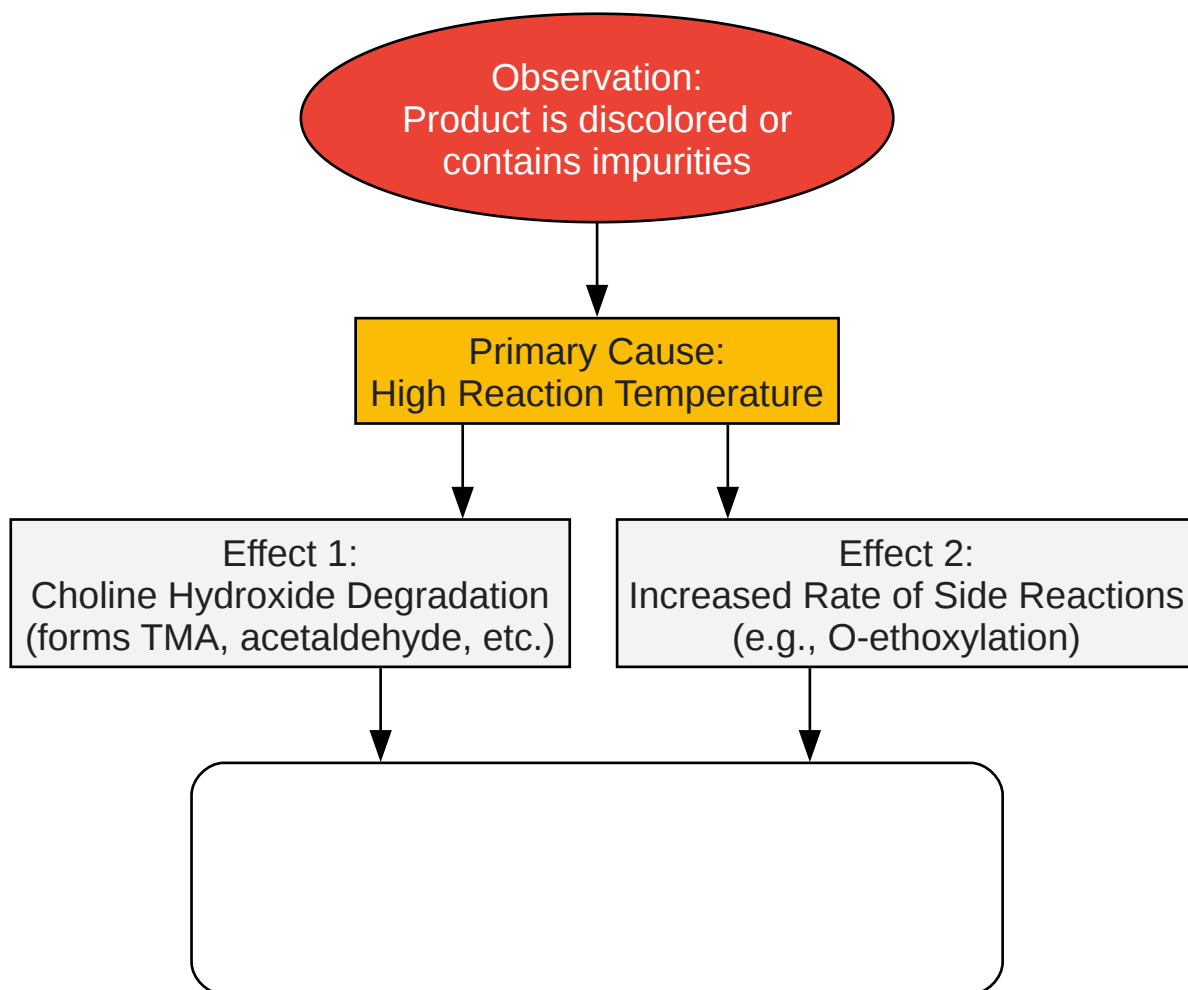 Observation:
Product is discolored or
contains impurities
Primary Cause:
High Reaction Temperature
Effect 1:
Choline Hydroxide Degradation
(forms TMA, acetaldehyde, etc.)
Effect 2:
Increased Rate of Side Reactions
(e.g., O-ethoxylation)